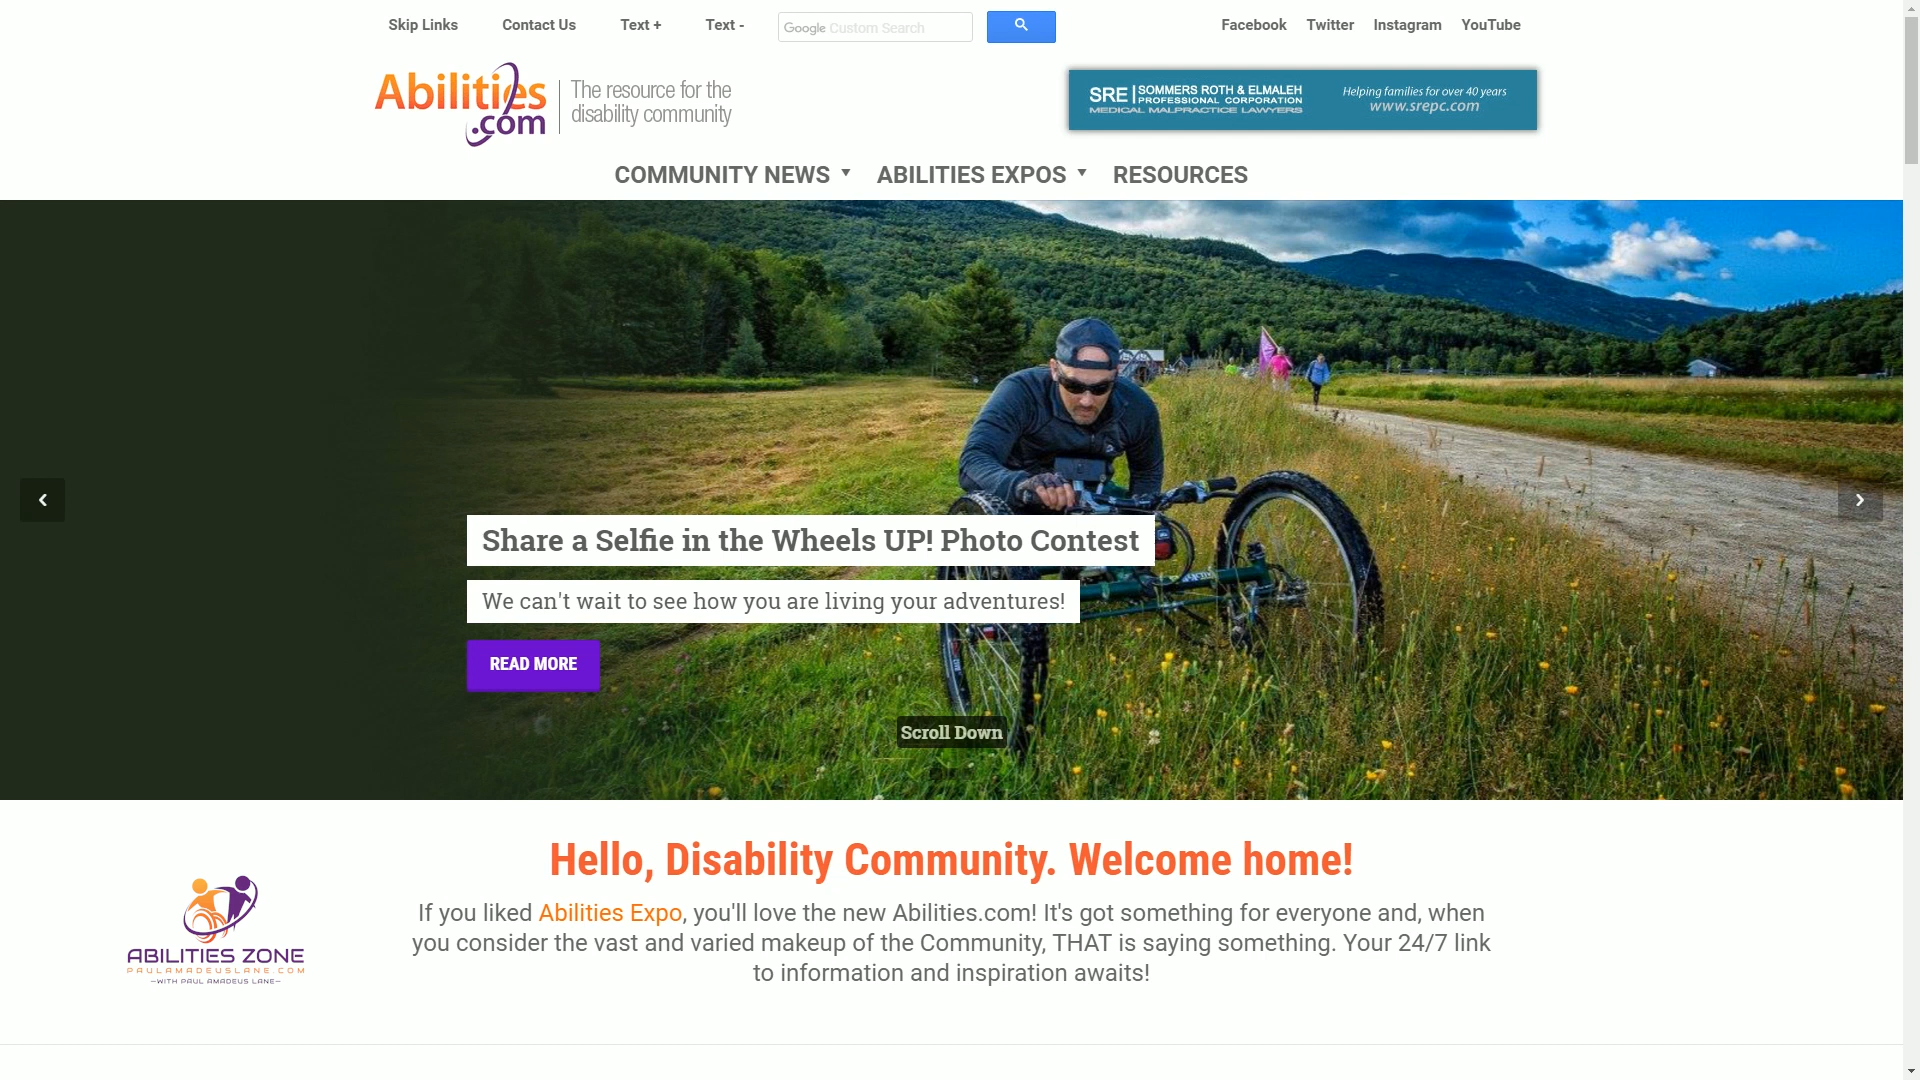 Skip Links
Contact Us
Text +
Text -
Google Custom Search
Facebook
Twitter
Instagram
YouTube
Abilities
.com
The resource for the
disability community
SRE SOMMERS ROTH & ELMALEH
PROFESSIONAL CORPORATION
MEDICAL MALPRACTICE LAWYERS
Helping families for over 40 years
www.srepc.com
COMMUNITY NEWS
ABILITIES EXPOS
RESOURCES
Share a Selfie in the Wheels UP! Photo Contest
We can't wait to see how you are living your adventures!
READ MORE
Scroll Down
Hello, Disability Community. Welcome home!
If you liked Abilities Expo, you'll love the new Abilities.com! It's got something for everyone and, when
you consider the vast and varied makeup of the Community, THAT is saying something. Your 24/7 link
to information and inspiration awaits!
ABILITIES ZONE
PAULAMADEUSLANE.COM
—WITH PAUL AMADEUS LANE—